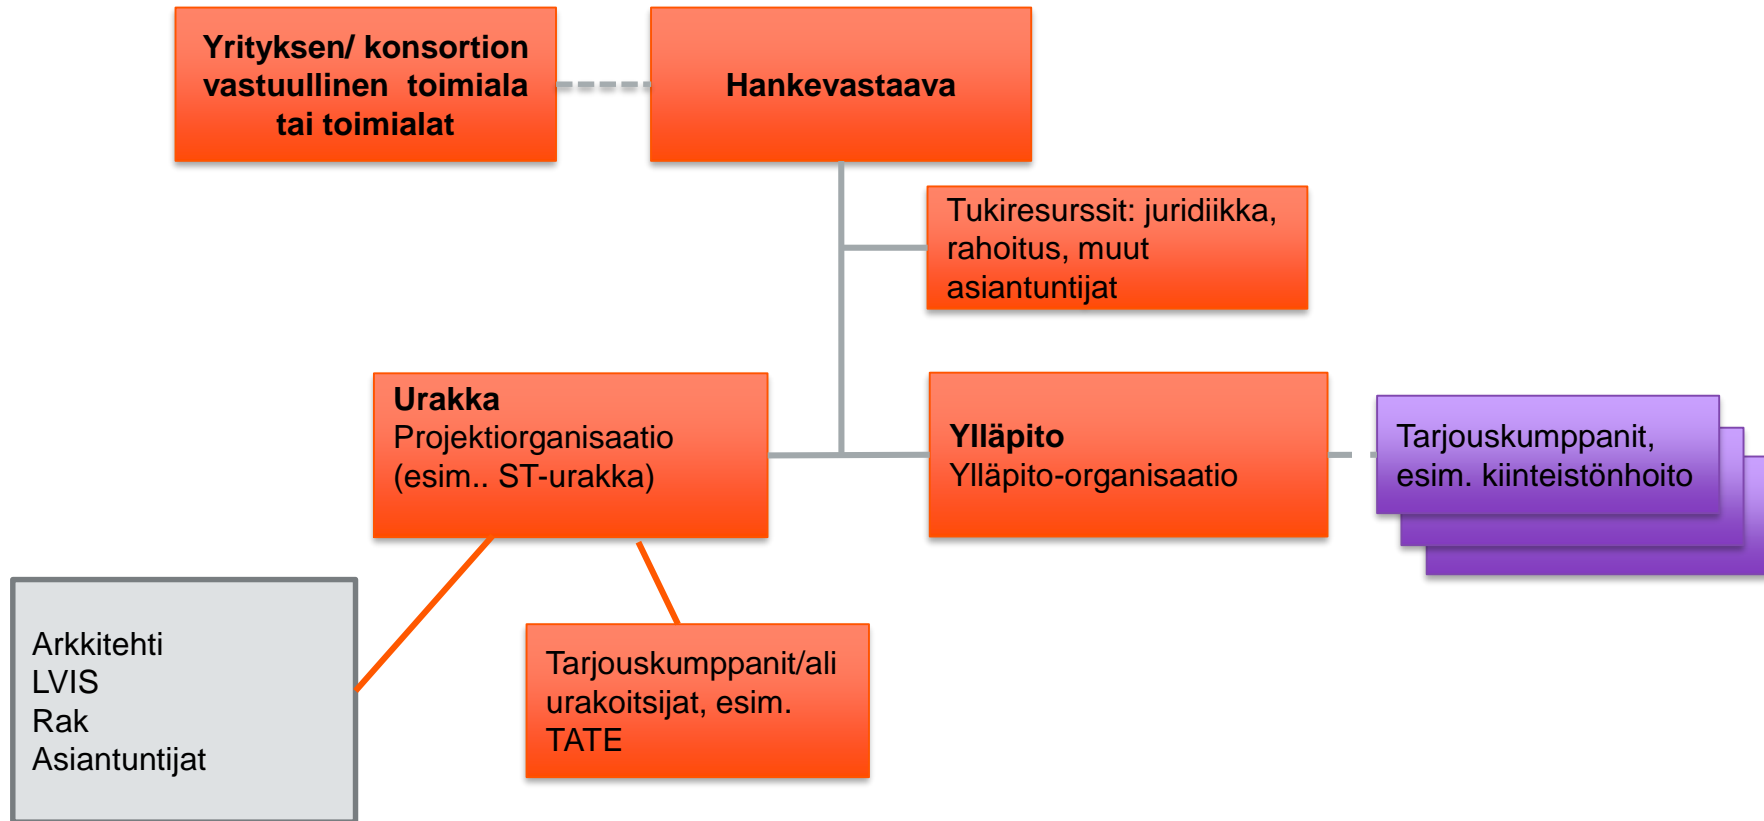 Yrityksen/ konsortion
vastuullinen toimiala
tai toimialat
Hankevastaava
Tukiresurssit: juridiikka,
rahoitus, muut
asiantuntijat
Urakka
Projektiorganisaatio
(esim.. ST-urakka)
Ylläpito
Ylläpito-organisaatio
Tarjouskumppanit,
esim. kiinteistönhoito
Arkkitehti
LVIS
Rak
Asiantuntijat
Tarjouskumppanit/ali
urakoitsijat, esim.
TATE